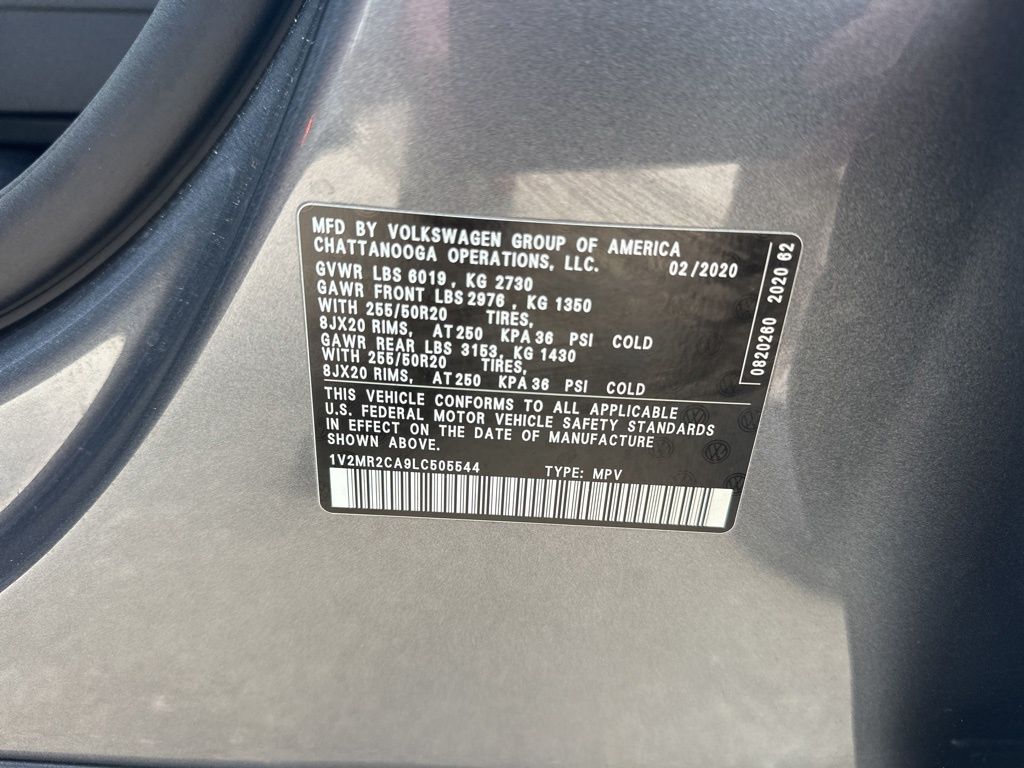 MFD BY VOLKSWAGEN GROUP OF AMERICA
CHATTANOOGA OPERATIONS, LLC. 02/2020
GVWR LBS 6019, KG 2730
GAWR FRONT LBS 2976, KG 1350
WITH 255/50R20 TIRES,
8JX20 RIMS, AT 250 KPA 36 PSI COLD
GAWR REAR LBS 3153, KG 1430
WITH 255/50R20 TIRES,
8JX20 RIMS, AT 250 KPA 36 PSI COLD
THIS VEHICLE CONFORMS TO ALL APPLICABLE
U.S. FEDERAL MOTOR VEHICLE SAFETY STANDARDS
IN EFFECT ON THE DATE OF MANUFACTURE
SHOWN ABOVE.
1V2MR2CA9LC505544 TYPE: MPV
0820260 2020 62